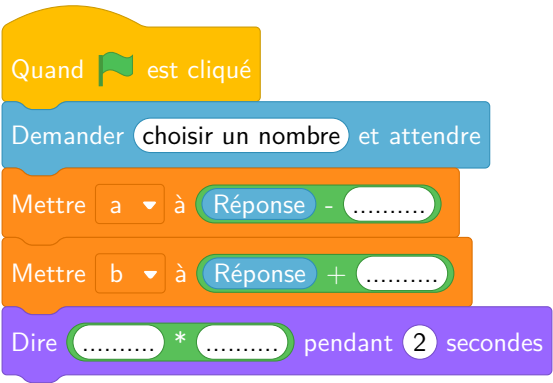 Quand est cliqué
Demander choisir un nombre et attendre
Mettre a à Réponse - ..........
Mettre b à Réponse + ..........
Dire .......... * .......... pendant 2 secondes